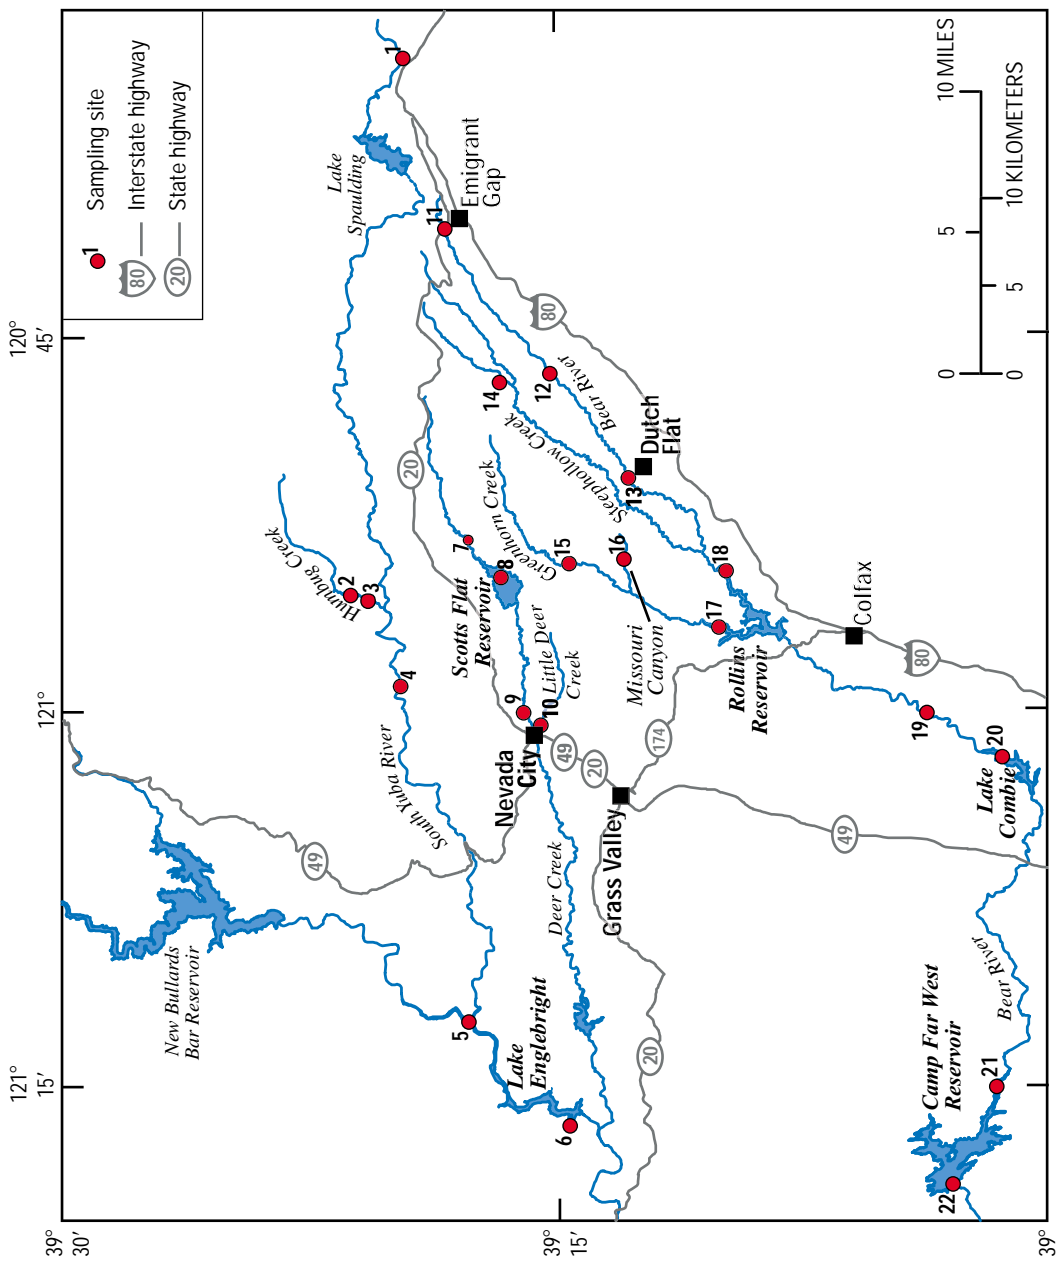 1
Sampling site
80
Interstate highway
20
State highway
120°
45′
121°
121°
15′
39°
30′
39°
15′
39°
10 MILES
5
0
10 KILOMETERS
5
0
1
Lake
Spaulding
11
Emigrant
Gap
80
20
14
12
Bear River
Dutch
Flat
13
Steephollow Creek
Greenhorn Creek
Humbug Creek
2
3
4
7
8
Scotts Flat
Reservoir
15
16
18
17
Missouri
Canyon
Rollins
Reservoir
Colfax
80
9
10
Little Deer
Creek
Nevada
City
49
20
174
Grass Valley
49
49
South Yuba River
Deer Creek
New Bullards
Bar Reservoir
5
Lake
Englebright
6
20
19
20
Lake
Combie
Bear River
Camp Far West
Reservoir
21
22